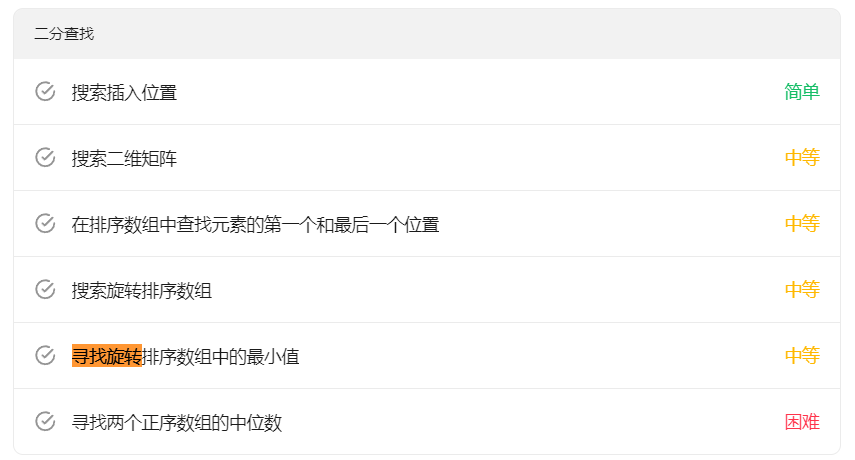 二分查找
搜索插入位置 简单
搜索二维矩阵 中等
在排序数组中查找元素的第一个和最后一个位置 中等
搜索旋转排序数组 中等
寻找旋转排序数组中的最小值 中等
寻找两个正序数组的中位数 困难